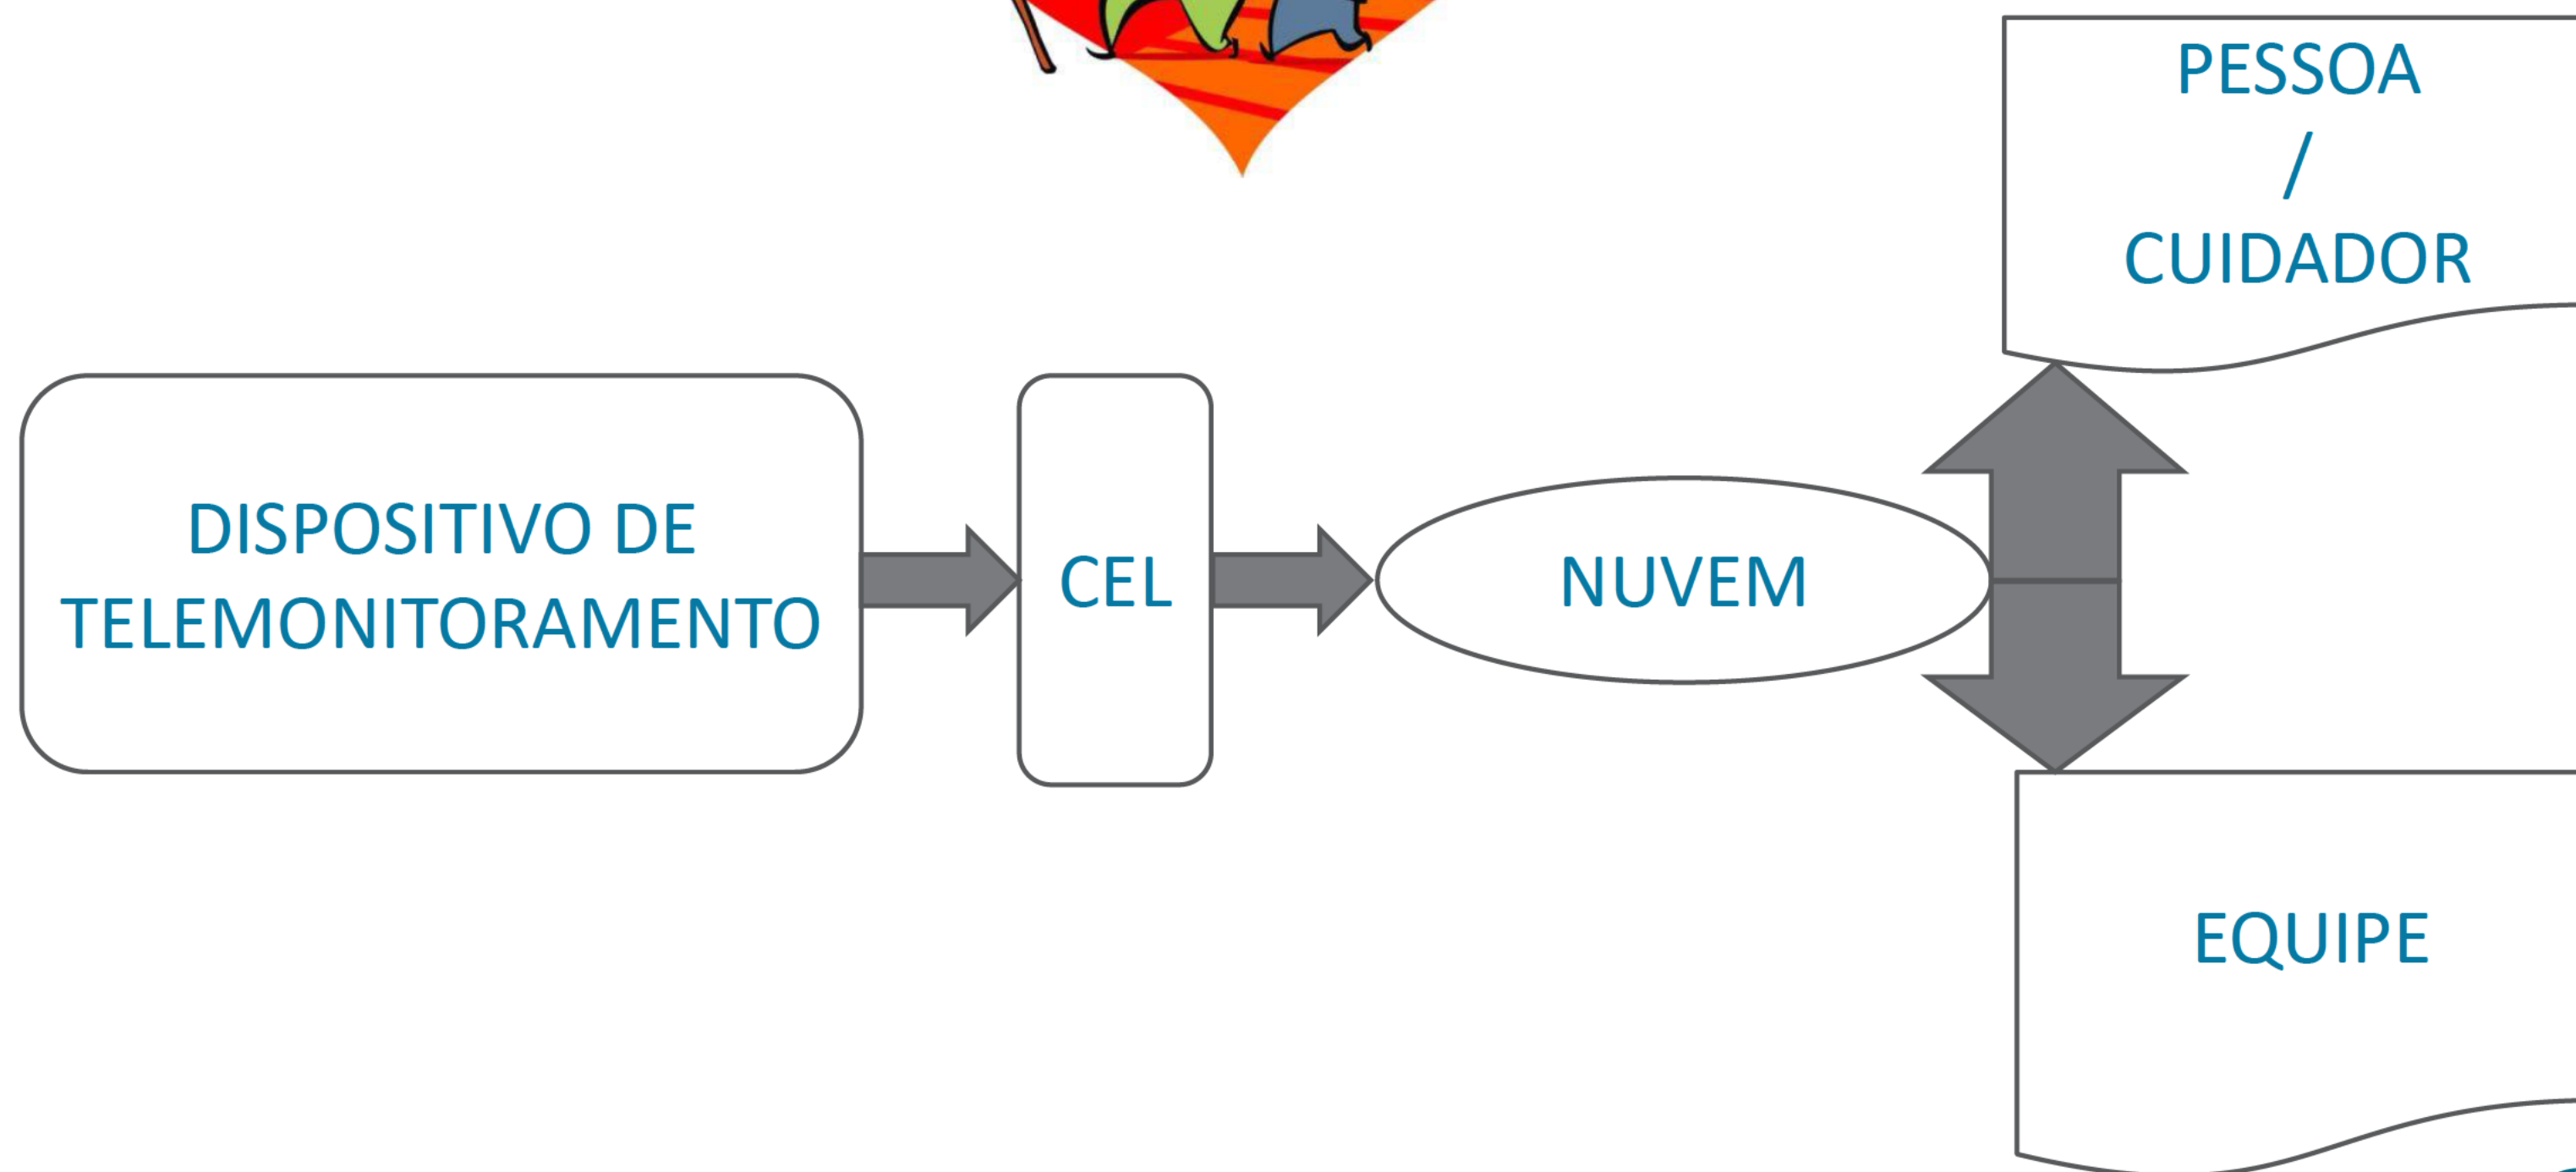 PESSOA
/
CUIDADOR
DISPOSITIVO DE
TELEMONITORAMENTO
CEL
NUVEM
EQUIPE